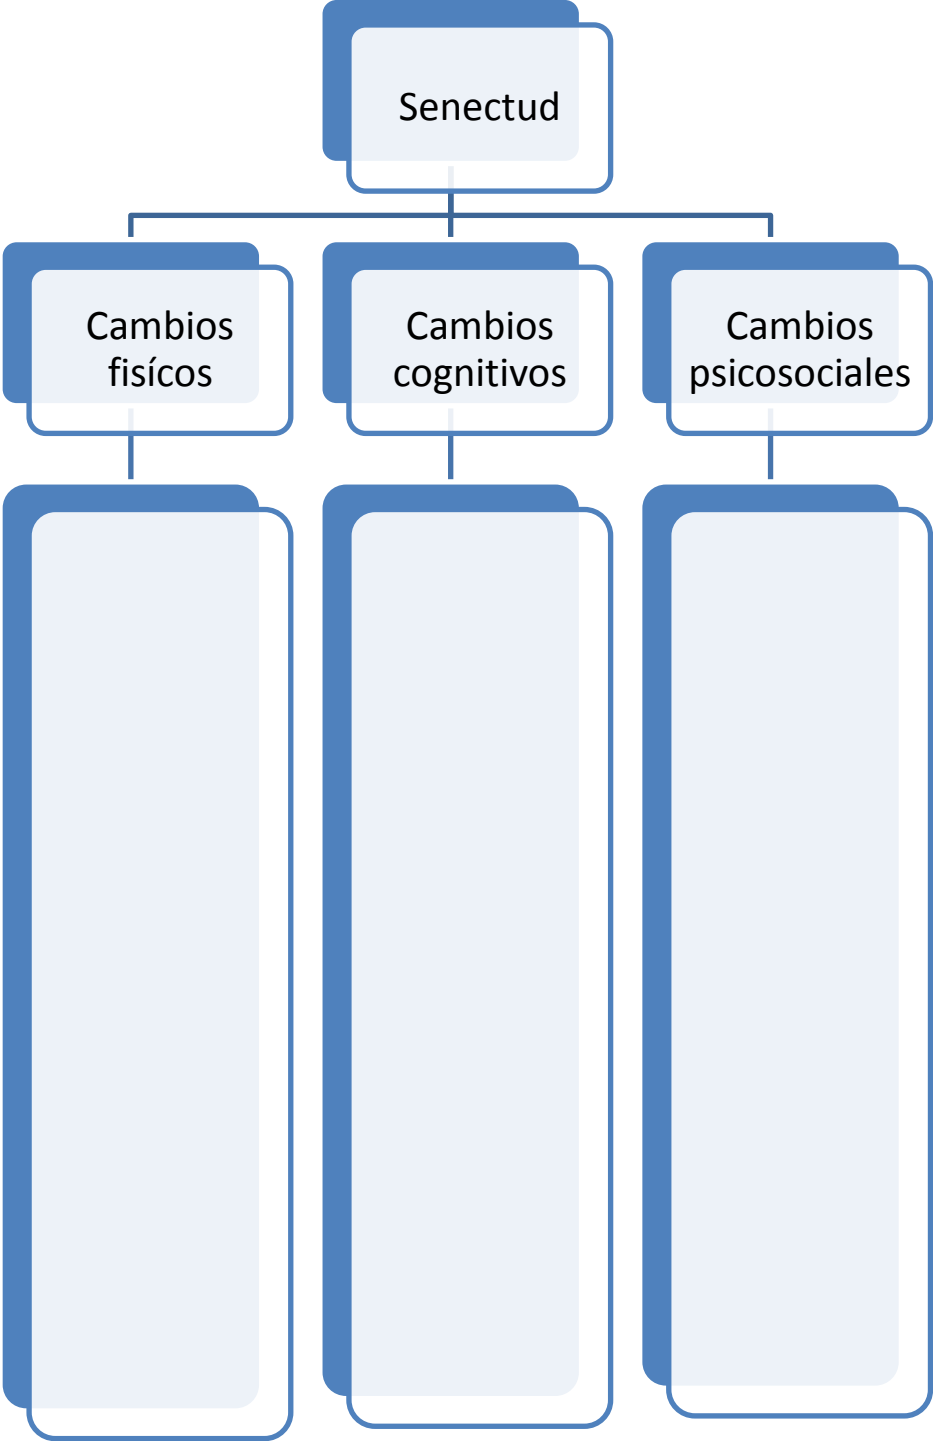 Senectud
Cambios
fisícos
Cambios
cognitivos
Cambios
psicosociales